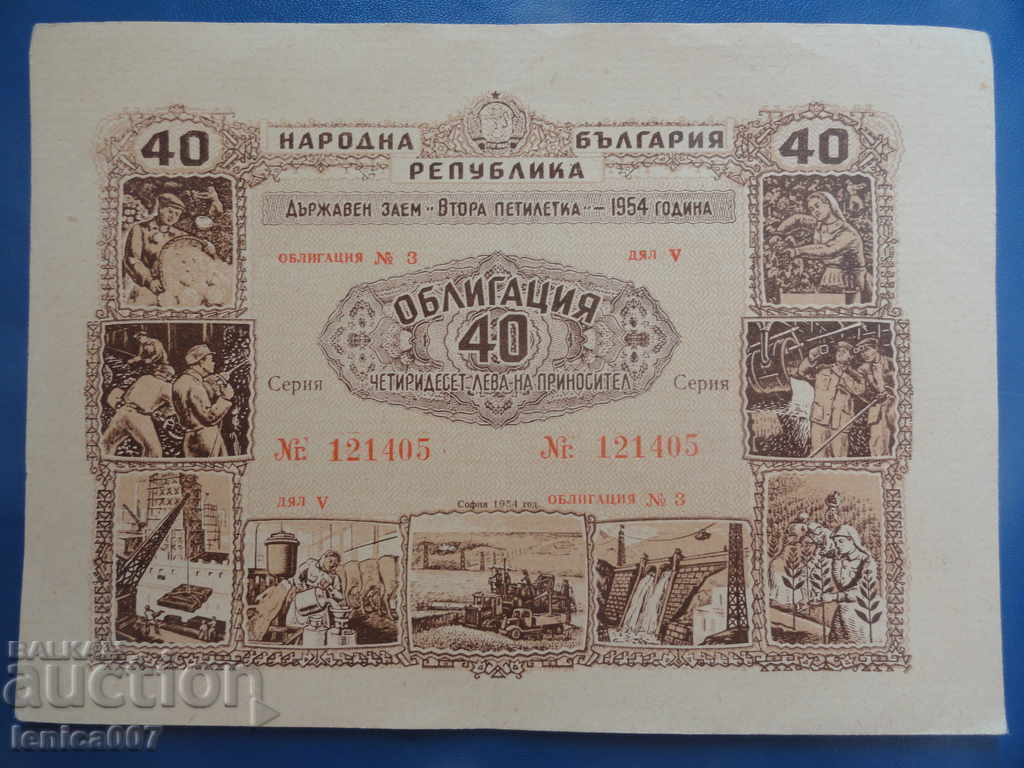 40 НАРОДНА БЪЛГАРИЯ 40
РЕПУБЛИКА
ДЪРЖАВЕН ЗАЕМ "ВТОРА ПЕТИЛЕТКА" - 1954 ГОДИНА
ОБЛИГАЦИЯ № 3 ДЯЛ V
ОБЛИГАЦИЯ
40
ЧЕТИРИДЕСЕТ ЛЕВА НА ПРИНОСИТЕЛ
Серия Серия
№ 121405 № 121405
ДЯЛ V София 1954 год. ОБЛИГАЦИЯ № 3
BALKAN
auction
lenica007